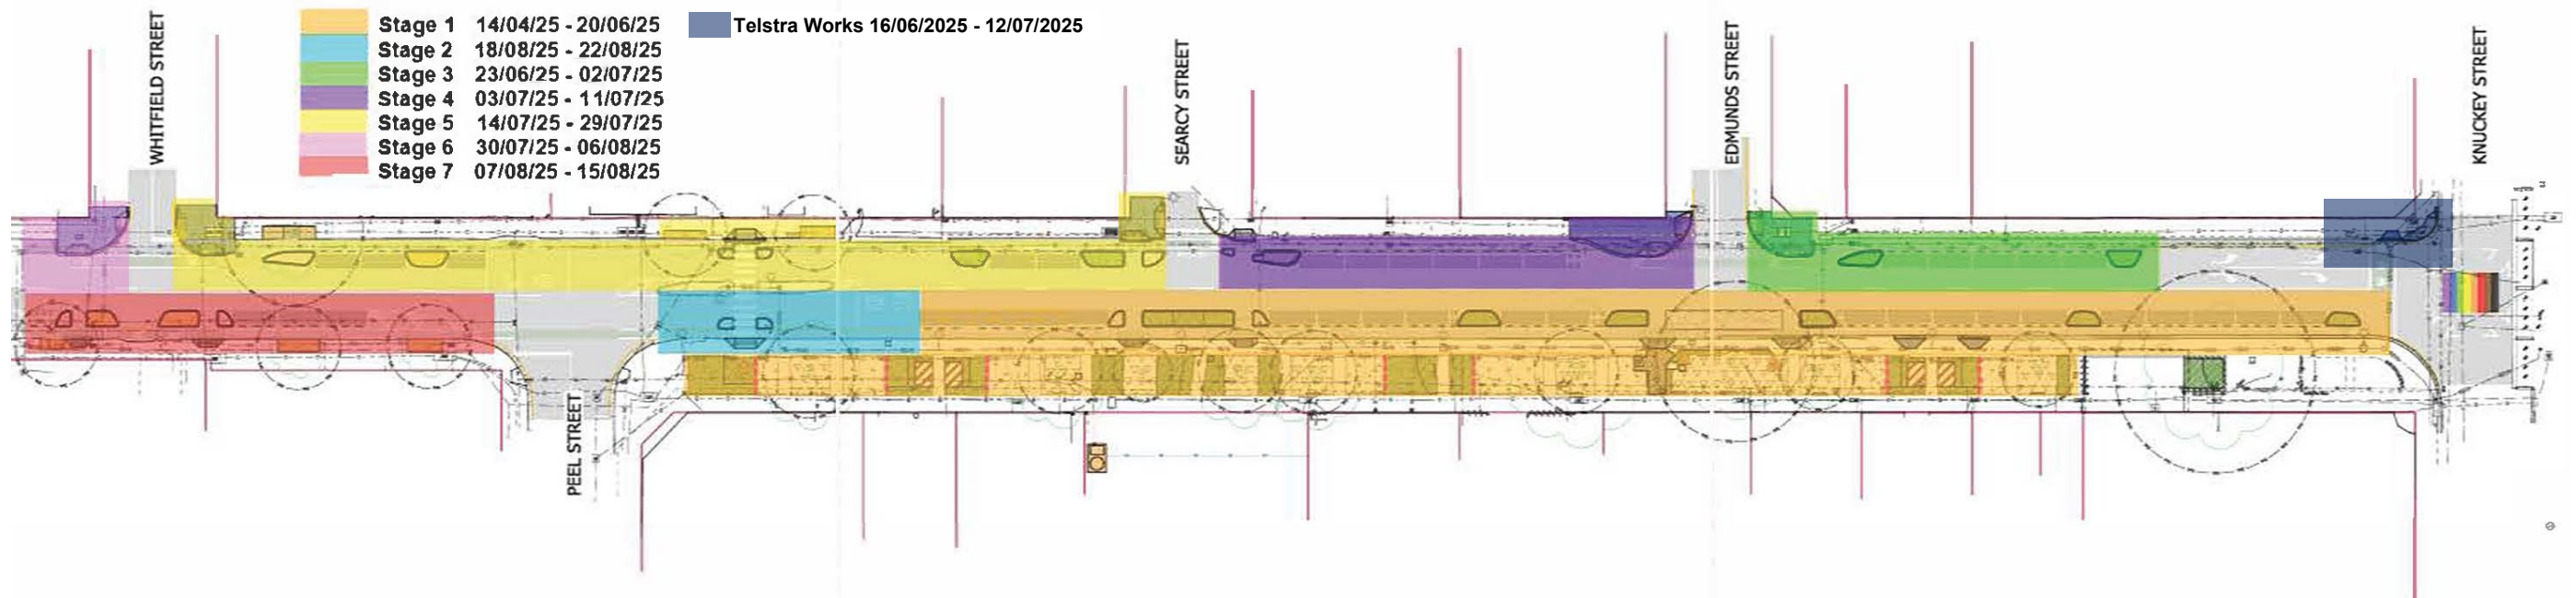 Stage 1 14/04/25 - 20/06/25
Stage 2 18/08/25 - 22/08/25
Stage 3 23/06/25 - 02/07/25
Stage 4 03/07/25 - 11/07/25
Stage 5 14/07/25 - 29/07/25
Stage 6 30/07/25 - 06/08/25
Stage 7 07/08/25 - 15/08/25
Telstra Works 16/06/2025 - 12/07/2025
WHITFIELD STREET
SEARCY STREET
EDMUNDS STREET
KNUCKEY STREET
PEEL STREET